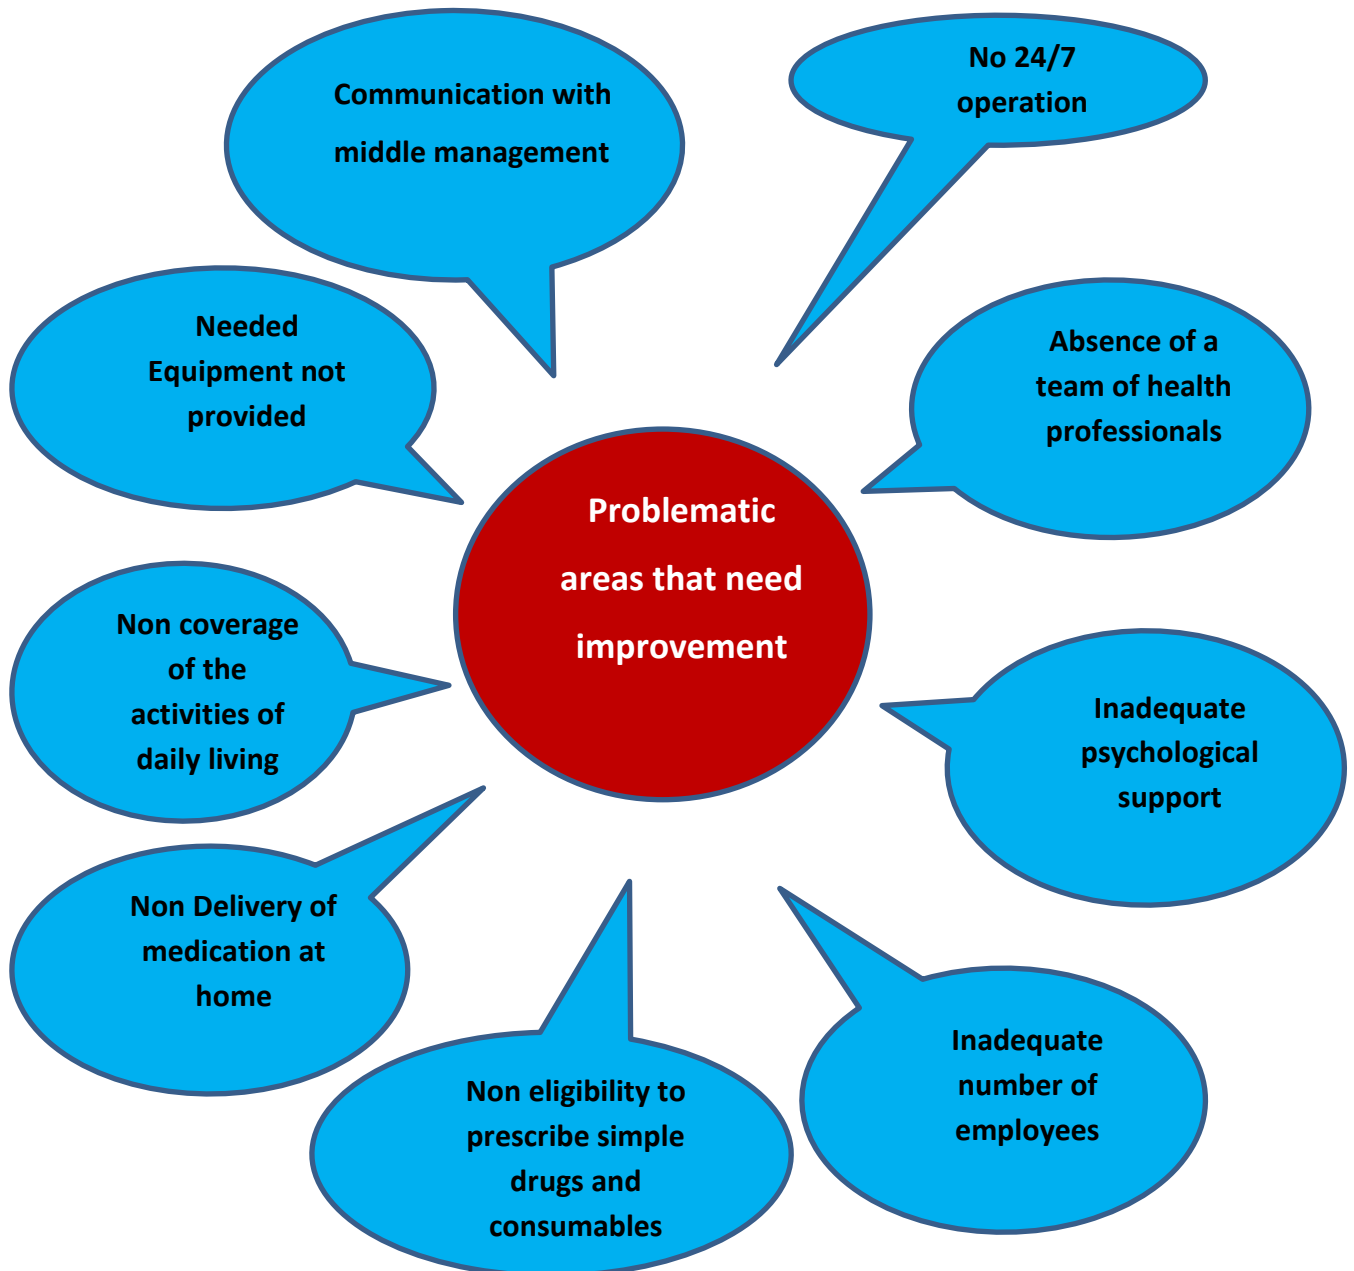 Communication with
middle management
No 24/7
operation
Needed
Equipment not
provided
Absence of a
team of health
professionals
Problematic
areas that need
improvement
Non coverage
of the
activities of
daily living
Inadequate
psychological
support
Non Delivery of
medication at
home
Inadequate
number of
employees
Non eligibility to
prescribe simple
drugs and
consumables